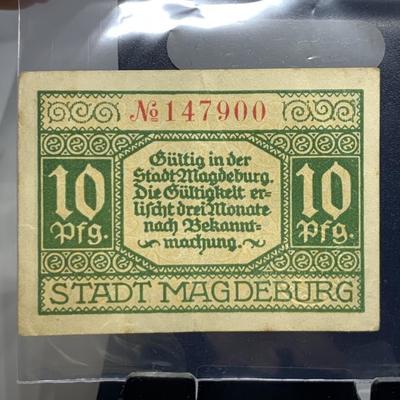 № 147900
10 Pfg.
Gültig in der
Stadt Magdeburg.
Die Gültigkeit er-
lischt drei Monate
nach Bekannt-
machung.
10 Pfg.
STADT MAGDEBURG